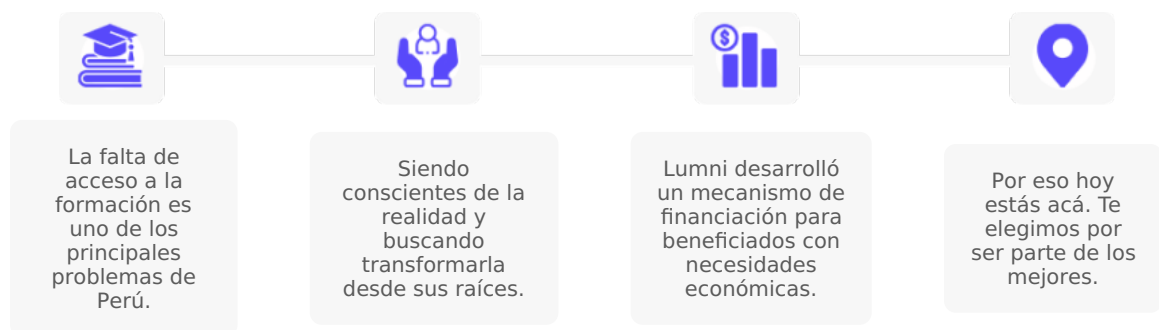 La falta de
acceso a la
formación es
uno de los
principales
problemas de
Perú.
Siendo
conscientes de la
realidad y
buscando
transformarla
desde sus raíces.
Lumni desarrolló
un mecanismo de
financiación para
beneficiados con
necesidades
económicas.
Por eso hoy
estás acá. Te
elegimos por
ser parte de los
mejores.